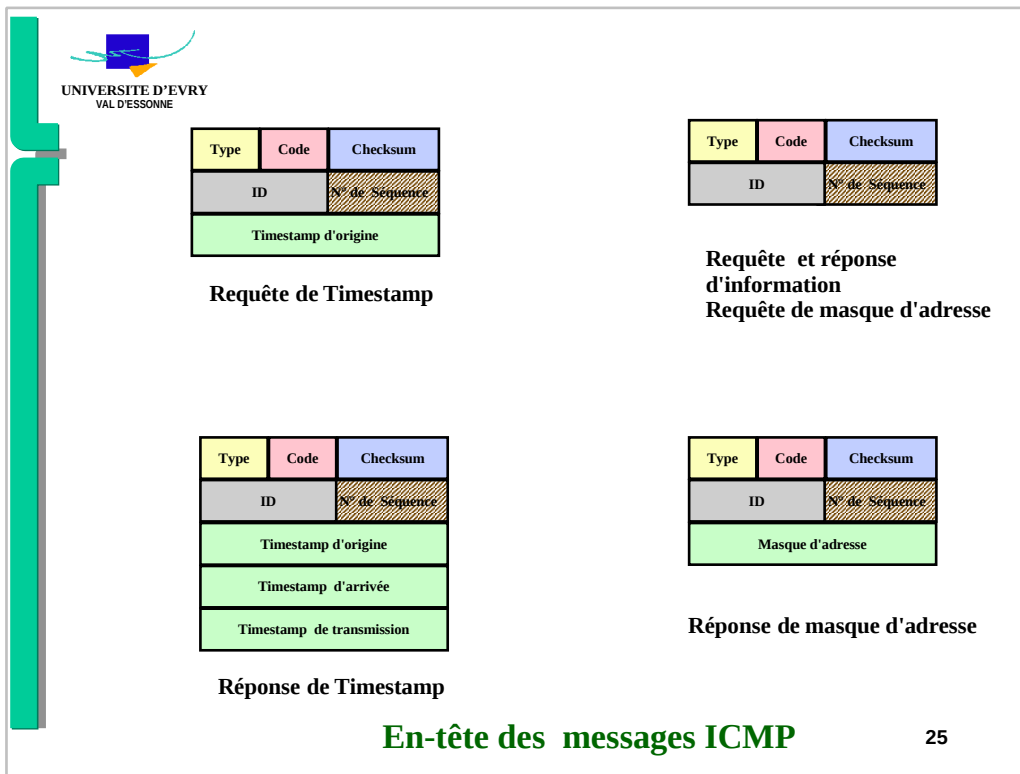 UNIVERSITE D'EVRY
VAL D'ESSONNE
Type Code Checksum
ID N° de Séquence
Timestamp d'origine
Requête de Timestamp
Type Code Checksum
ID N° de Séquence
Requête et réponse
d'information
Requête de masque d'adresse
Type Code Checksum
ID N° de Séquence
Timestamp d'origine
Timestamp d'arrivée
Timestamp de transmission
Réponse de Timestamp
Type Code Checksum
ID N° de Séquence
Masque d'adresse
Réponse de masque d'adresse
En-tête des messages ICMP
25